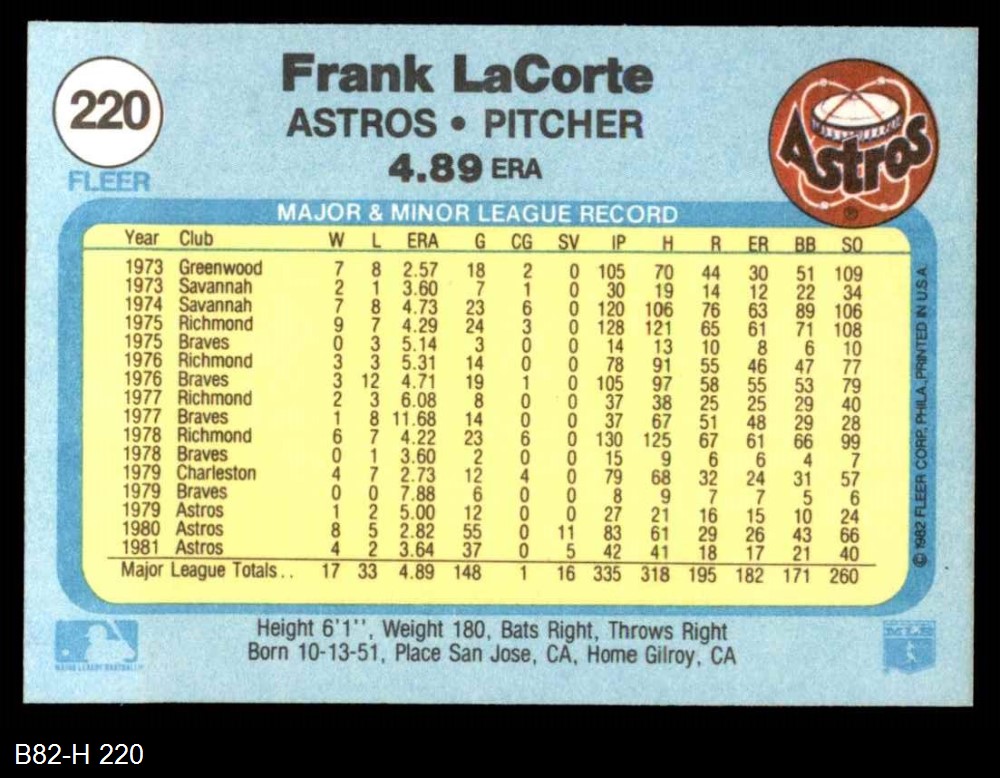 220
FLEER
Frank LaCorte
ASTROS • PITCHER
4.89 ERA
Astros
®
MAJOR & MINOR LEAGUE RECORD
Year Club W L ERA G CG SV IP H R ER BB SO
1973 Greenwood 7 8 2.57 18 2 0 105 70 44 30 51 109
1973 Savannah 2 1 3.60 7 1 0 30 19 14 12 22 34
1974 Savannah 7 8 4.73 23 6 0 120 106 76 63 89 106
1975 Richmond 9 7 4.29 24 3 0 128 121 65 61 71 108
1975 Braves 0 3 5.14 3 0 0 14 13 10 8 6 10
1976 Richmond 3 3 5.31 14 0 0 78 91 55 46 47 77
1976 Braves 3 12 4.71 19 1 0 105 97 58 55 53 79
1977 Richmond 2 3 6.08 8 0 0 37 38 25 25 29 40
1977 Braves 1 8 11.68 14 0 0 37 67 51 48 29 28
1978 Richmond 6 7 4.22 23 6 0 130 125 67 61 66 99
1978 Braves 0 1 3.60 2 0 0 15 9 6 6 4 7
1979 Charleston 4 7 2.73 12 4 0 79 68 32 24 31 57
1979 Braves 0 0 7.88 6 0 0 8 9 7 7 5 6
1979 Astros 1 2 5.00 12 0 0 27 21 16 15 10 24
1980 Astros 8 5 2.82 55 0 11 83 61 29 26 43 66
1981 Astros 4 2 3.64 37 0 5 42 41 18 17 21 40
Major League Totals.. 17 33 4.89 148 1 16 335 318 195 182 171 260
© 1982 FLEER CORP. PHILA. PRINTED IN U.S.A.
Height 6'1'', Weight 180, Bats Right, Throws Right
Born 10-13-51, Place San Jose, CA, Home Gilroy, CA
MAJOR LEAGUE BASEBALL
B82-H 220